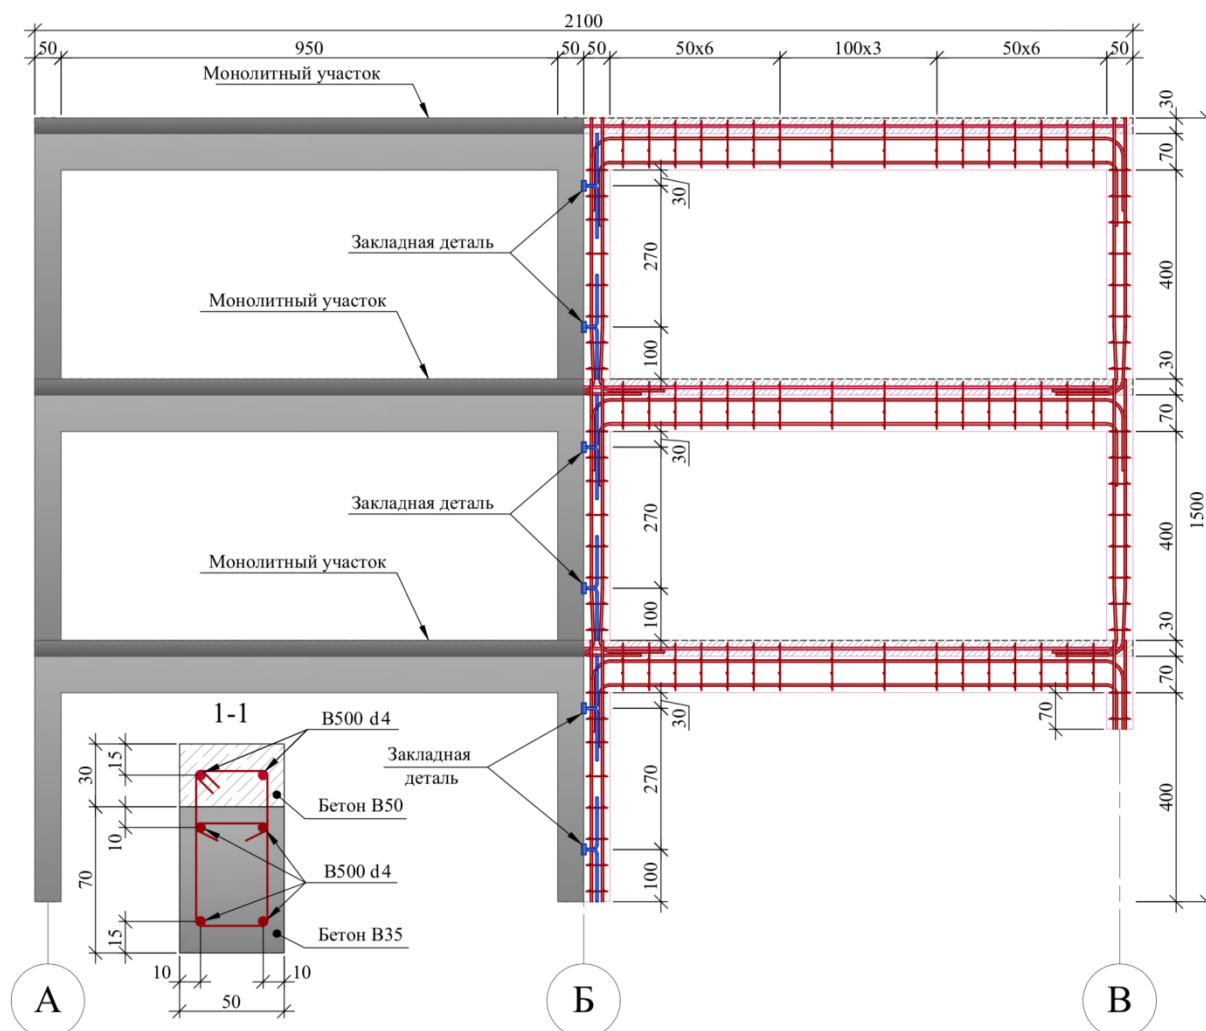 2100
50 950 50 50 50x6 100x3 50x6 50
Монолитный участок
30
70
30
Закладная деталь
270
400
Монолитный участок
100
30
70
30
Закладная деталь
270
400
1500
Монолитный участок
100
30
70
30
70
1-1
B500 d4
Закладная
деталь
270
400
100
15
30
Бетон B50
10
B500 d4
70
15
Бетон B35
10 10
50
А Б В